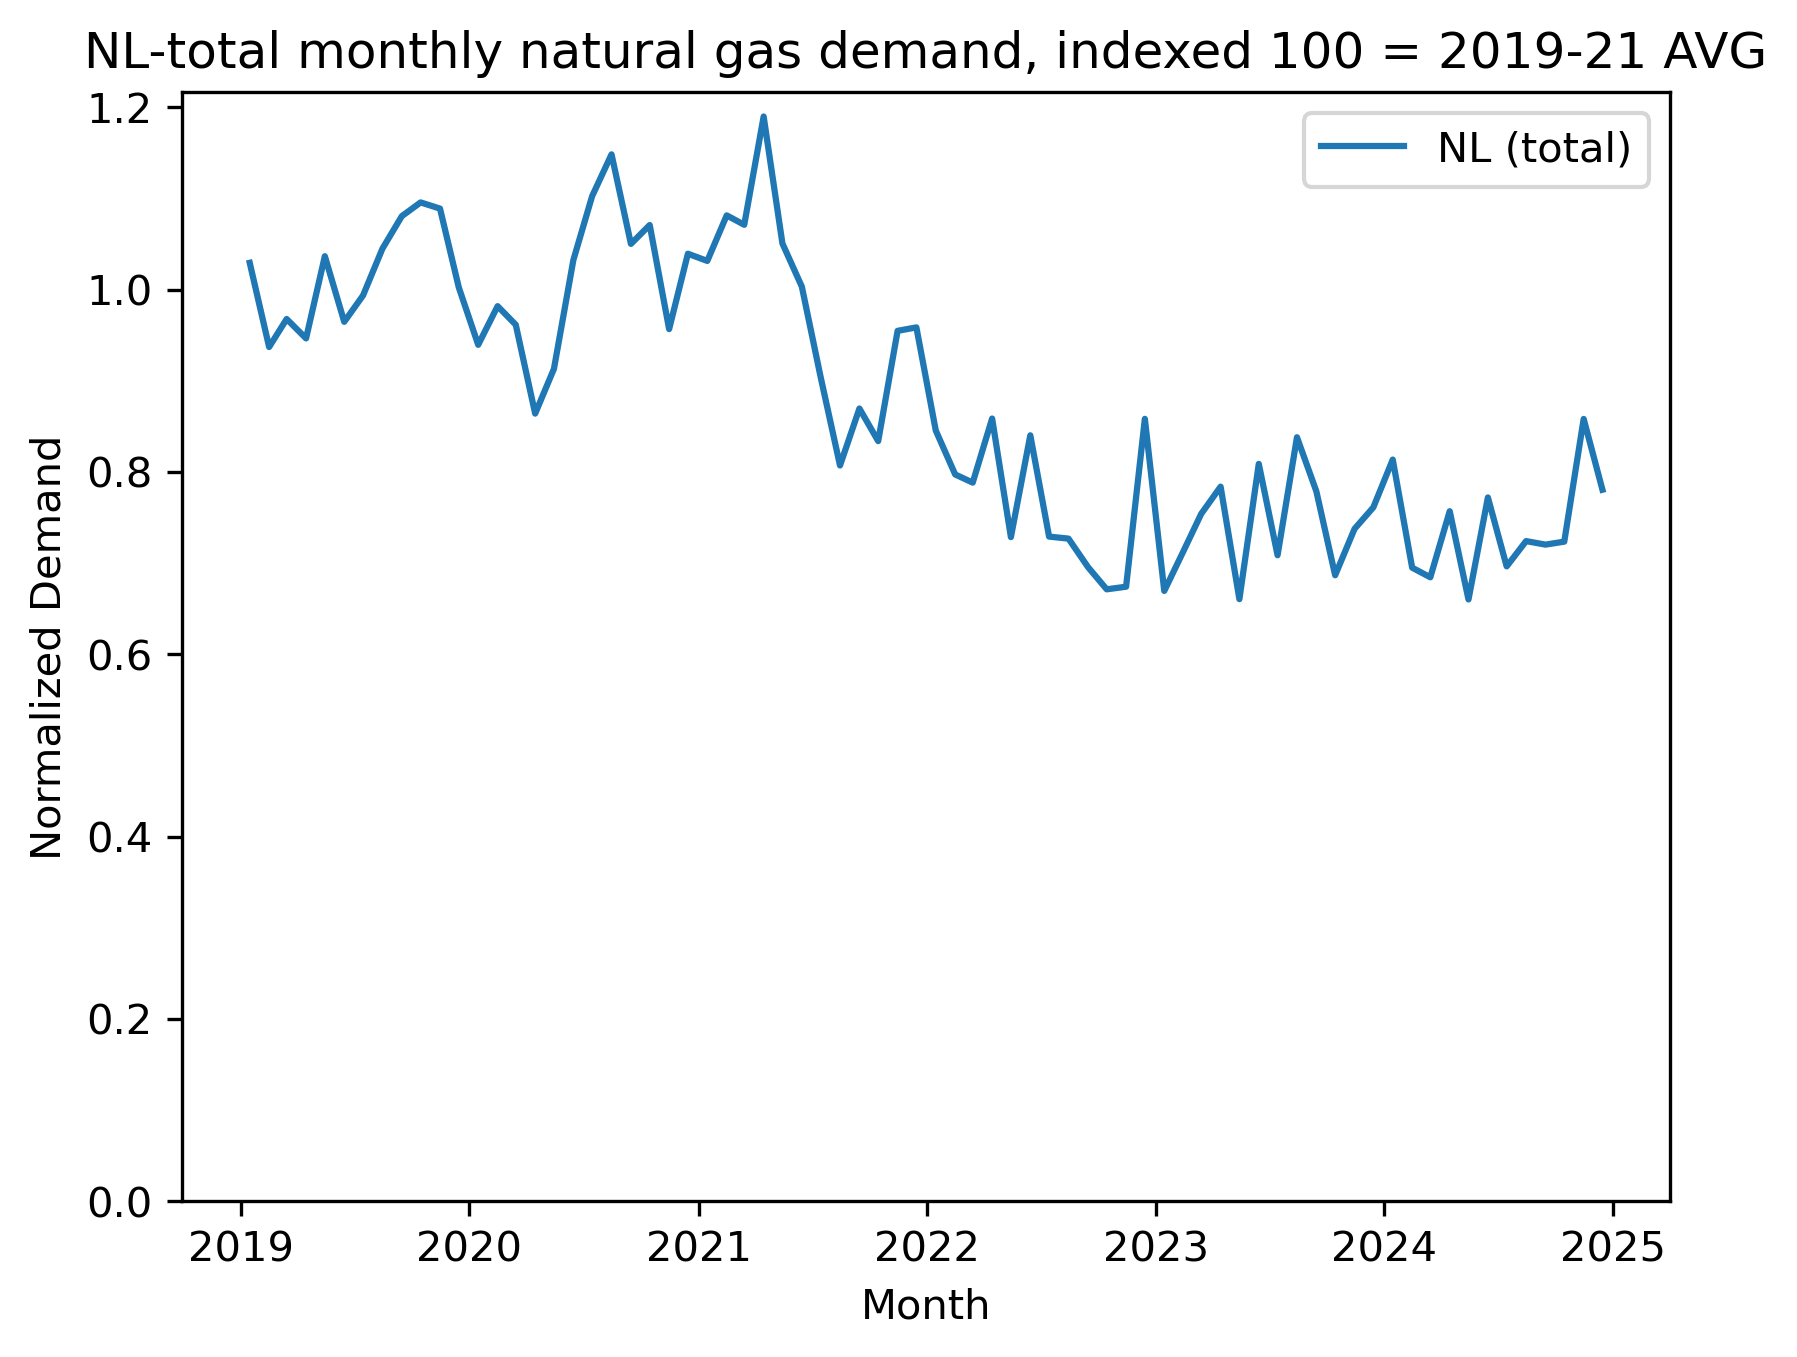 NL-total monthly natural gas demand, indexed 100 = 2019-21 AVG
NL (total)
Normalized Demand
1.2
1.0
0.8
0.6
0.4
0.2
0.0
2019 2020 2021 2022 2023 2024 2025
Month